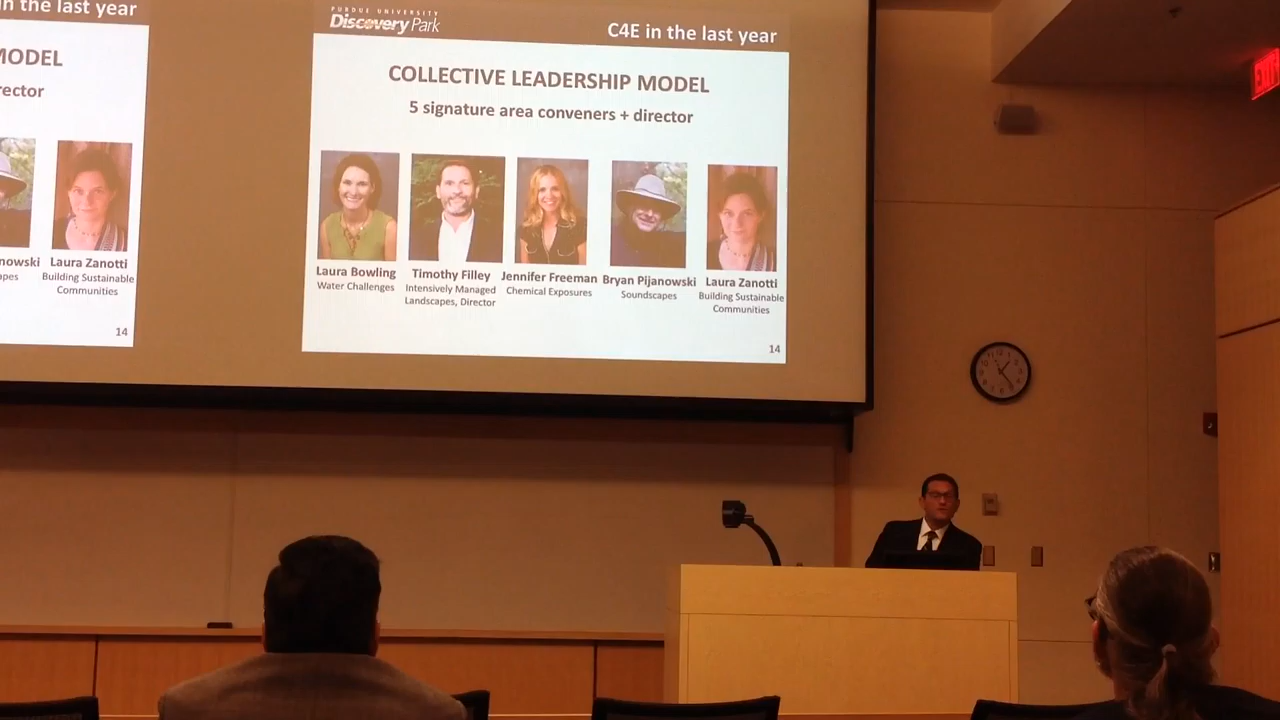 n the last year
MODEL
rector
nowski
apes
Laura Zanotti
Building Sustainable
Communities
14
PURDUE UNIVERSITY
Discovery Park
C4E in the last year
COLLECTIVE LEADERSHIP MODEL
5 signature area conveners + director
Laura Bowling
Water Challenges
Timothy Filley
Intensively Managed
Landscapes, Director
Jennifer Freeman
Chemical Exposures
Bryan Pijanowski
Soundscapes
Laura Zanotti
Building Sustainable
Communities
14
EXIT